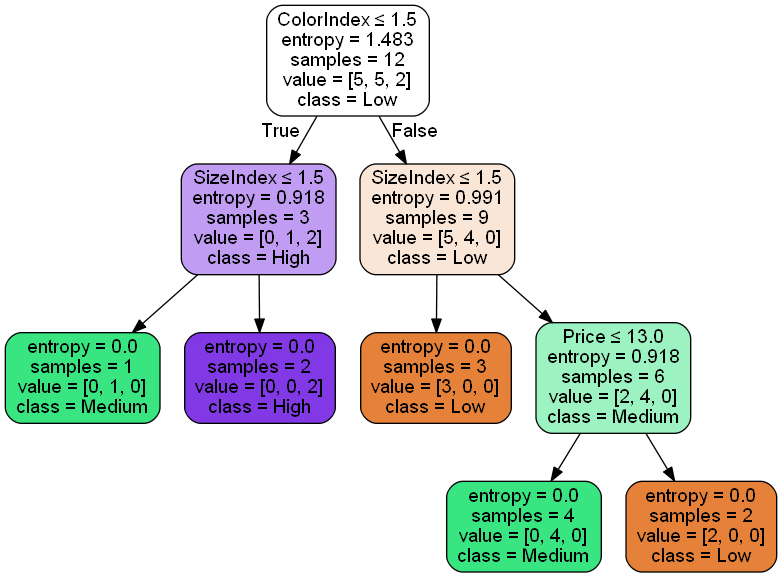 ColorIndex ≤ 1.5
entropy = 1.483
samples = 12
value = [5, 5, 2]
class = Low
True
False
SizeIndex ≤ 1.5
entropy = 0.918
samples = 3
value = [0, 1, 2]
class = High
SizeIndex ≤ 1.5
entropy = 0.991
samples = 9
value = [5, 4, 0]
class = Low
entropy = 0.0
samples = 1
value = [0, 1, 0]
class = Medium
entropy = 0.0
samples = 2
value = [0, 0, 2]
class = High
entropy = 0.0
samples = 3
value = [3, 0, 0]
class = Low
Price ≤ 13.0
entropy = 0.918
samples = 6
value = [2, 4, 0]
class = Medium
entropy = 0.0
samples = 4
value = [0, 4, 0]
class = Medium
entropy = 0.0
samples = 2
value = [2, 0, 0]
class = Low